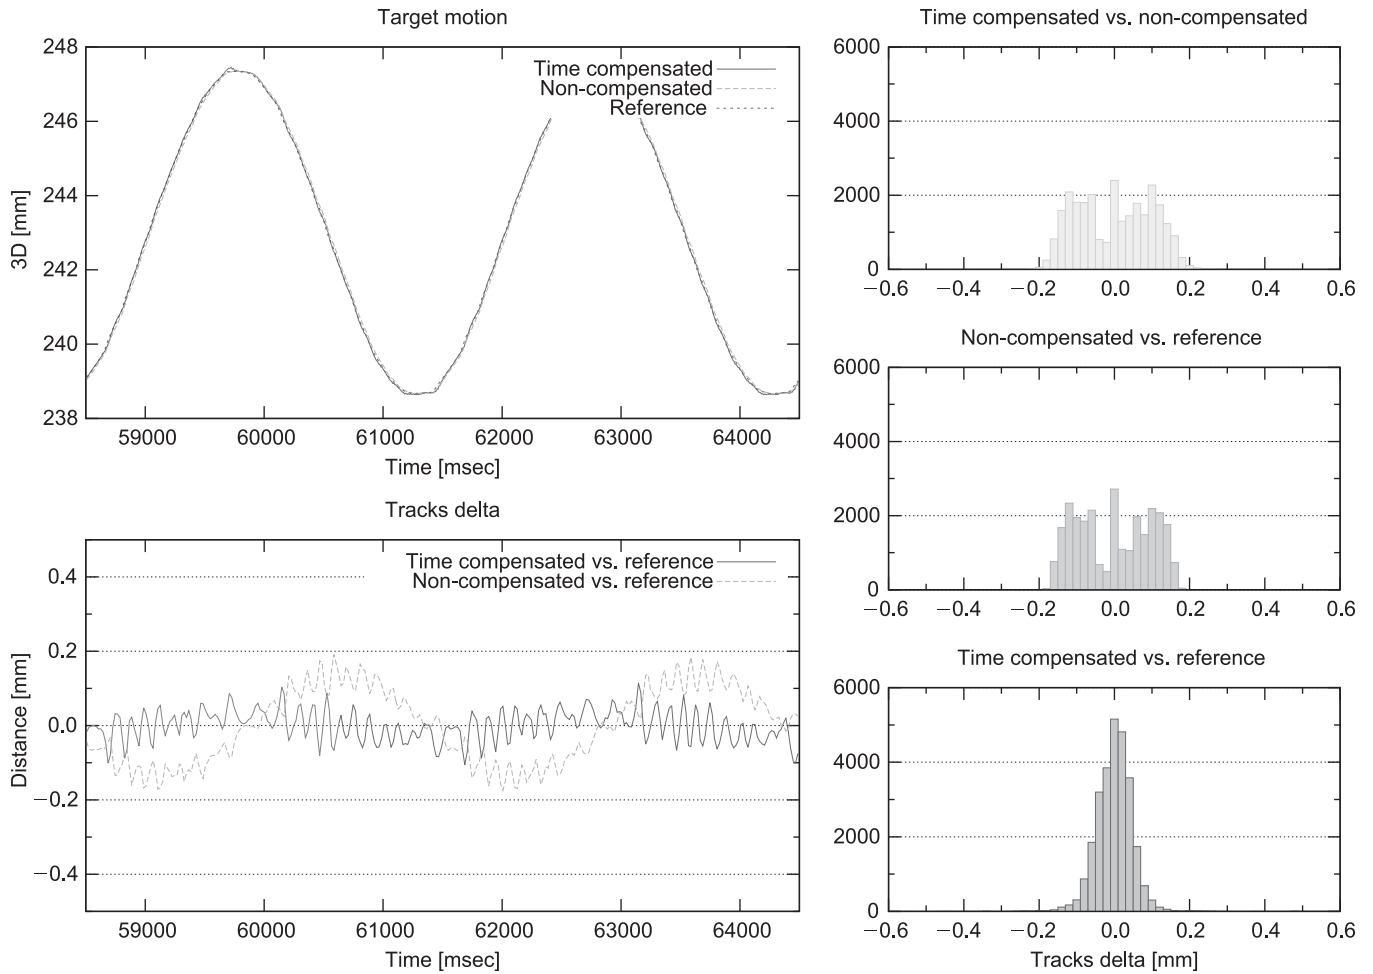 Target motion
248
246
244
242
240
238
3D [mm]
Time compensated
Non-compensated
Reference
59000 60000 61000 62000 63000 64000
Time [msec]
Tracks delta
0.4
0.2
0.0
−0.2
−0.4
Distance [mm]
Time compensated vs. reference
Non-compensated vs. reference
59000 60000 61000 62000 63000 64000
Time [msec]
Time compensated vs. non-compensated
6000
4000
2000
0
−0.6 −0.4 −0.2 0.0 0.2 0.4 0.6
Non-compensated vs. reference
6000
4000
2000
0
−0.6 −0.4 −0.2 0.0 0.2 0.4 0.6
Time compensated vs. reference
6000
4000
2000
0
−0.6 −0.4 −0.2 0.0 0.2 0.4 0.6
Tracks delta [mm]